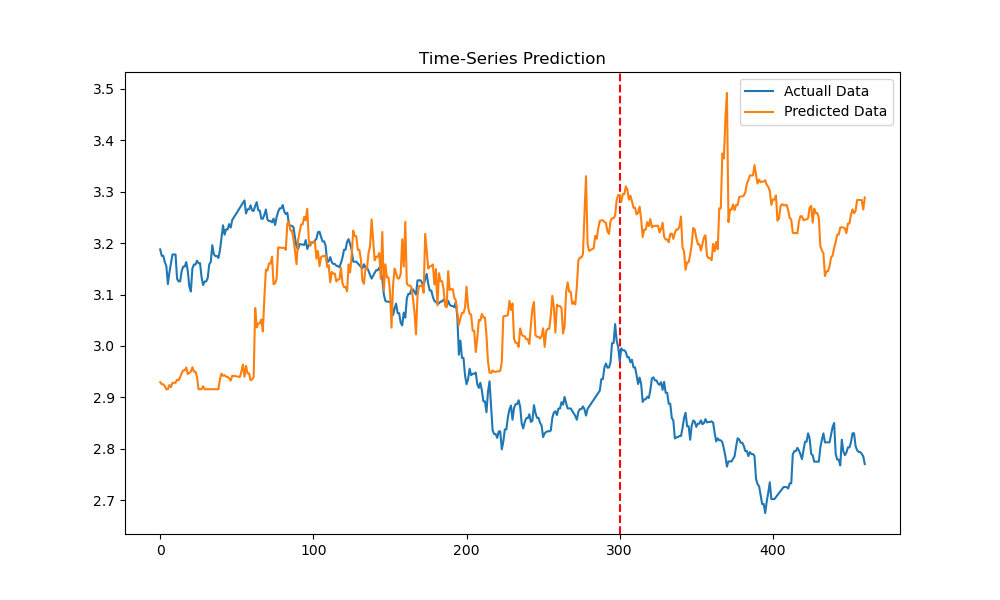 Time-Series Prediction
Actuall Data
Predicted Data
3.5
3.4
3.3
3.2
3.1
3.0
2.9
2.8
2.7
0 100 200 300 400